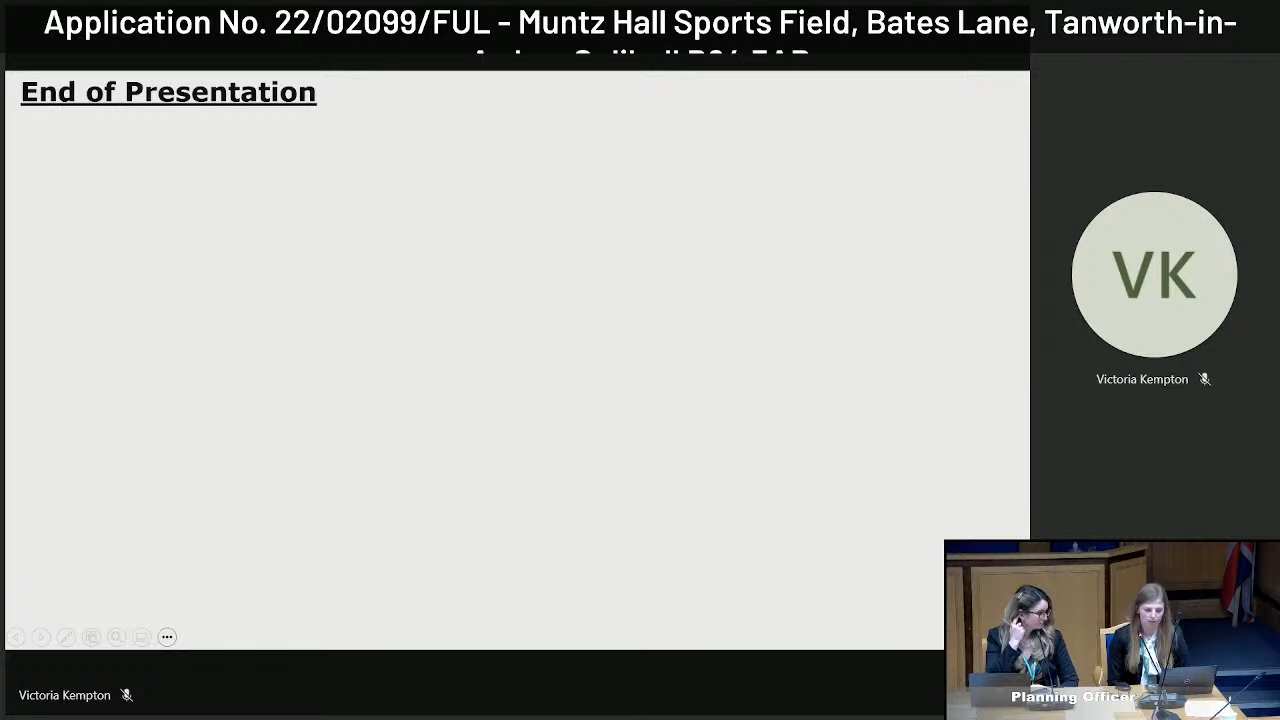 Application No. 22/02099/FUL - Muntz Hall Sports Field, Bates Lane, Tanworth-in-
End of Presentation
VK
Victoria Kempton
Victoria Kempton
Planning Officer